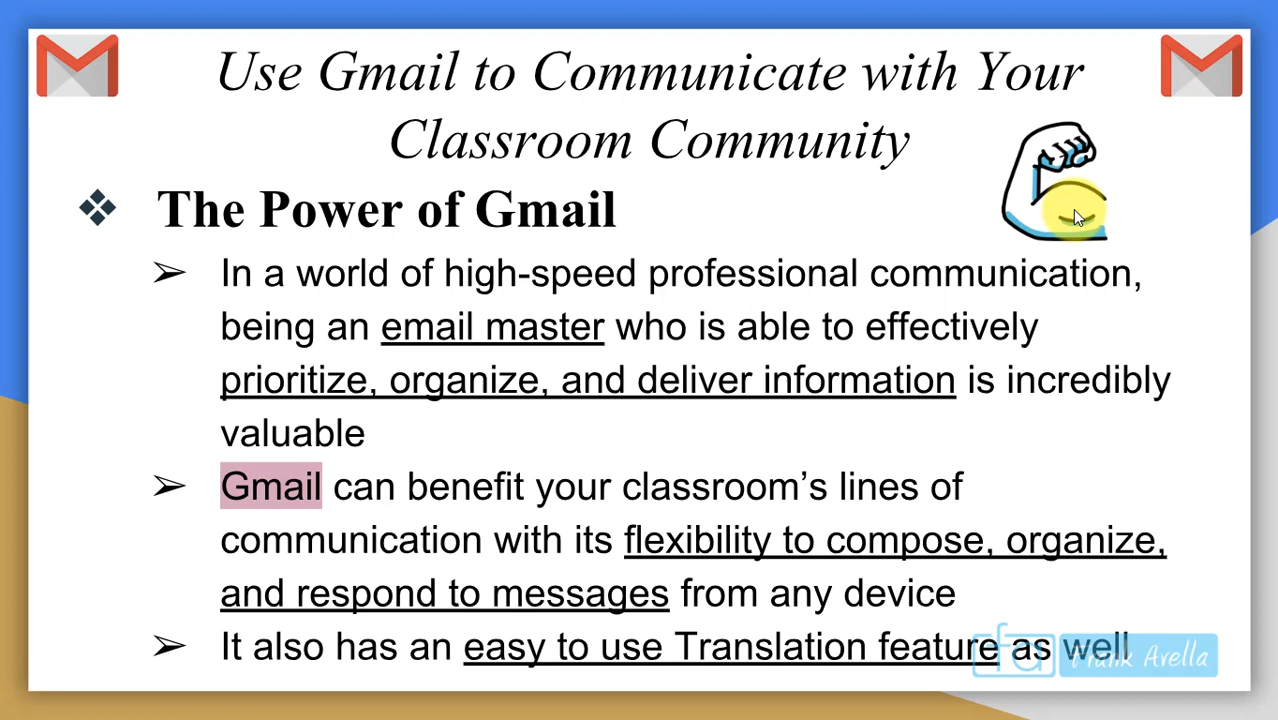 Use Gmail to Communicate with Your
Classroom Community
The Power of Gmail
In a world of high-speed professional communication,
being an email master who is able to effectively
prioritize, organize, and deliver information is incredibly
valuable
Gmail can benefit your classroom’s lines of
communication with its flexibility to compose, organize,
and respond to messages from any device
It also has an easy to use Translation feature as well
fa Frank Avella